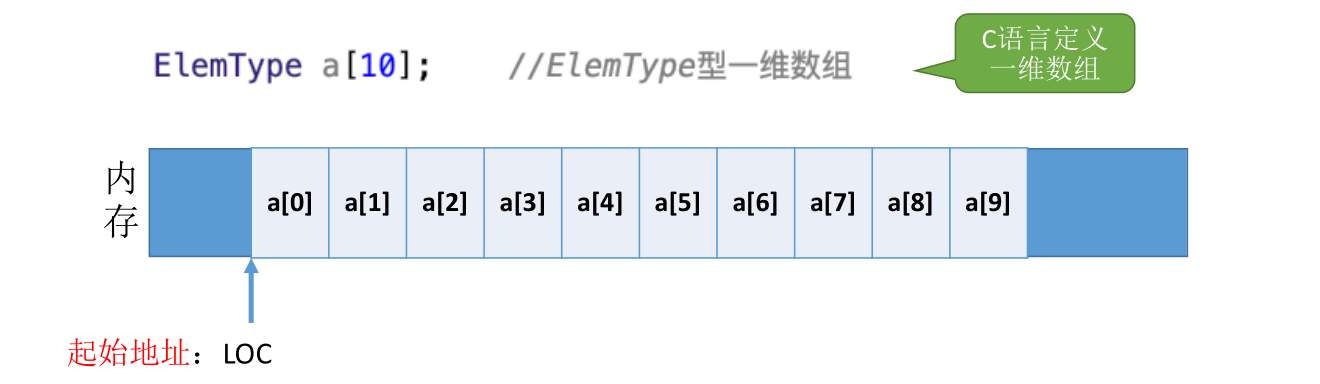 ElemType a[10]; //ElemType型一维数组
C语言定义
一维数组
内存
a[0] a[1] a[2] a[3] a[4] a[5] a[6] a[7] a[8] a[9]
起始地址：LOC